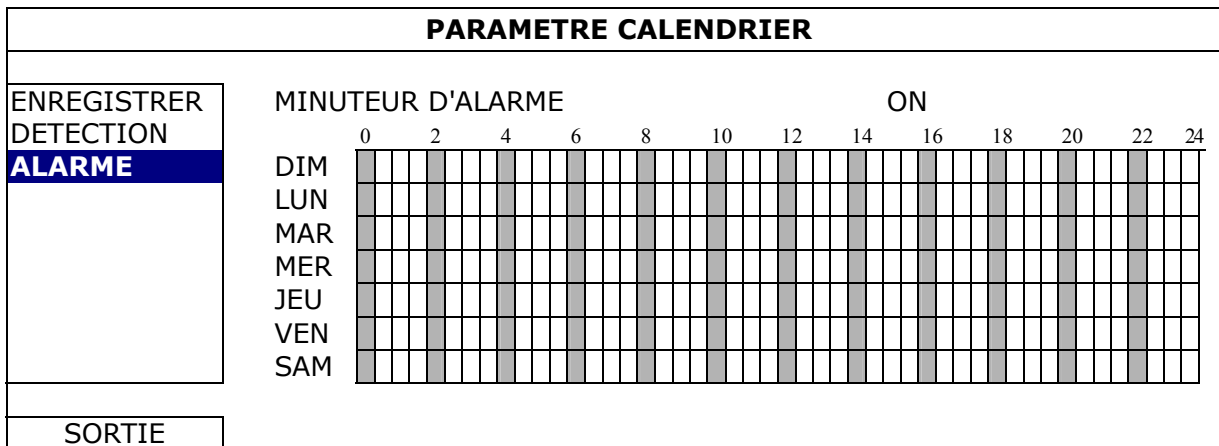 PARAMETRE CALENDRIER
ENREGISTRER
DETECTION
ALARME
MINUTEUR D'ALARME ON
0 2 4 6 8 10 12 14 16 18 20 22 24
DIM
LUN
MAR
MER
JEU
VEN
SAM
SORTIE